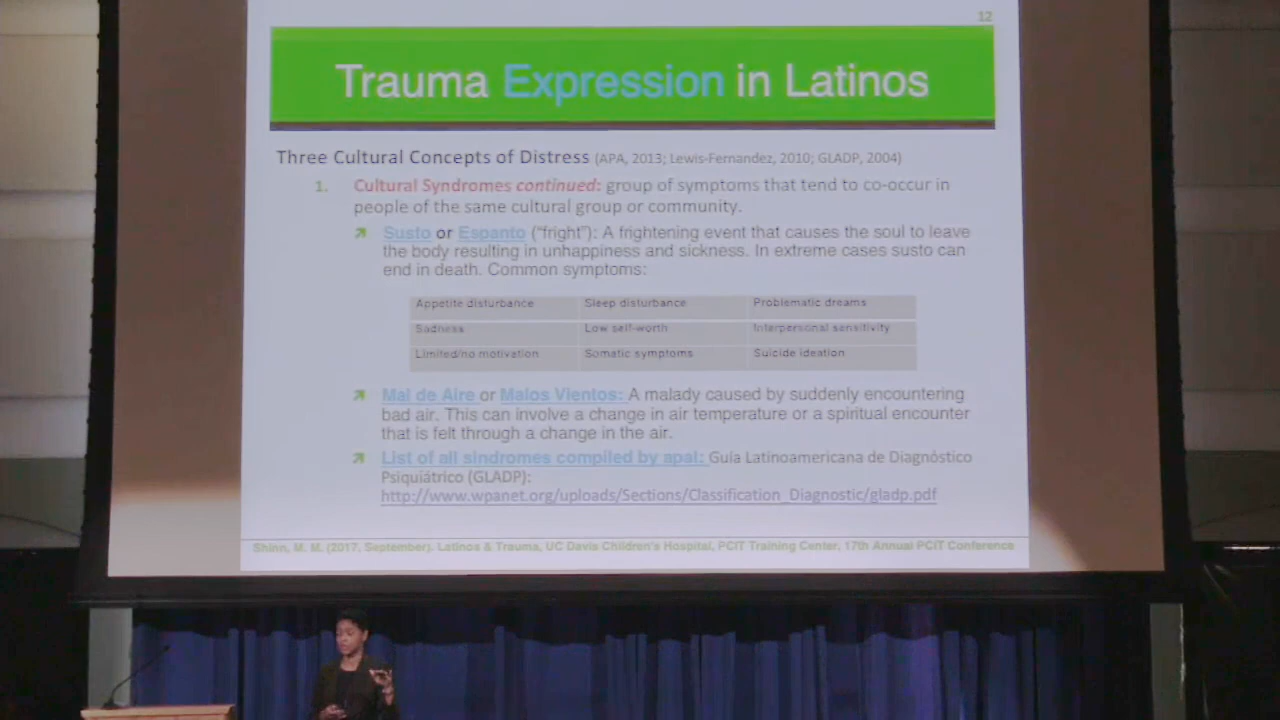 12
Trauma Expression in Latinos
Three Cultural Concepts of Distress (APA, 2013; Lewis-Fernandez, 2010; GLADP, 2004)
1. Cultural Syndromes continued: group of symptoms that tend to co-occur in
people of the same cultural group or community.
Susto or Espanto ("fright"): A frightening event that causes the soul to leave
the body resulting in unhappiness and sickness. In extreme cases susto can
end in death. Common symptoms:
Appetite disturbance Sleep disturbance Problematic dreams
Sadness Low self-worth Interpersonal sensitivity
Limited/no motivation Somatic symptoms Suicide ideation
Mal de Aire or Malos Vientos: A malady caused by suddenly encountering
bad air. This can involve a change in air temperature or a spiritual encounter
that is felt through a change in the air.
List of all sindromes compiled by apal: Guía Latinoamericana de Diagnóstico
Psiquiátrico (GLADP):
http://www.wpanet.org/uploads/Sections/Classification_Diagnostic/gladp.pdf
Shinn, M. M. (2017, September). Latinos & Trauma, UC Davis Children's Hospital, PCIT Training Center, 17th Annual PCIT Conference